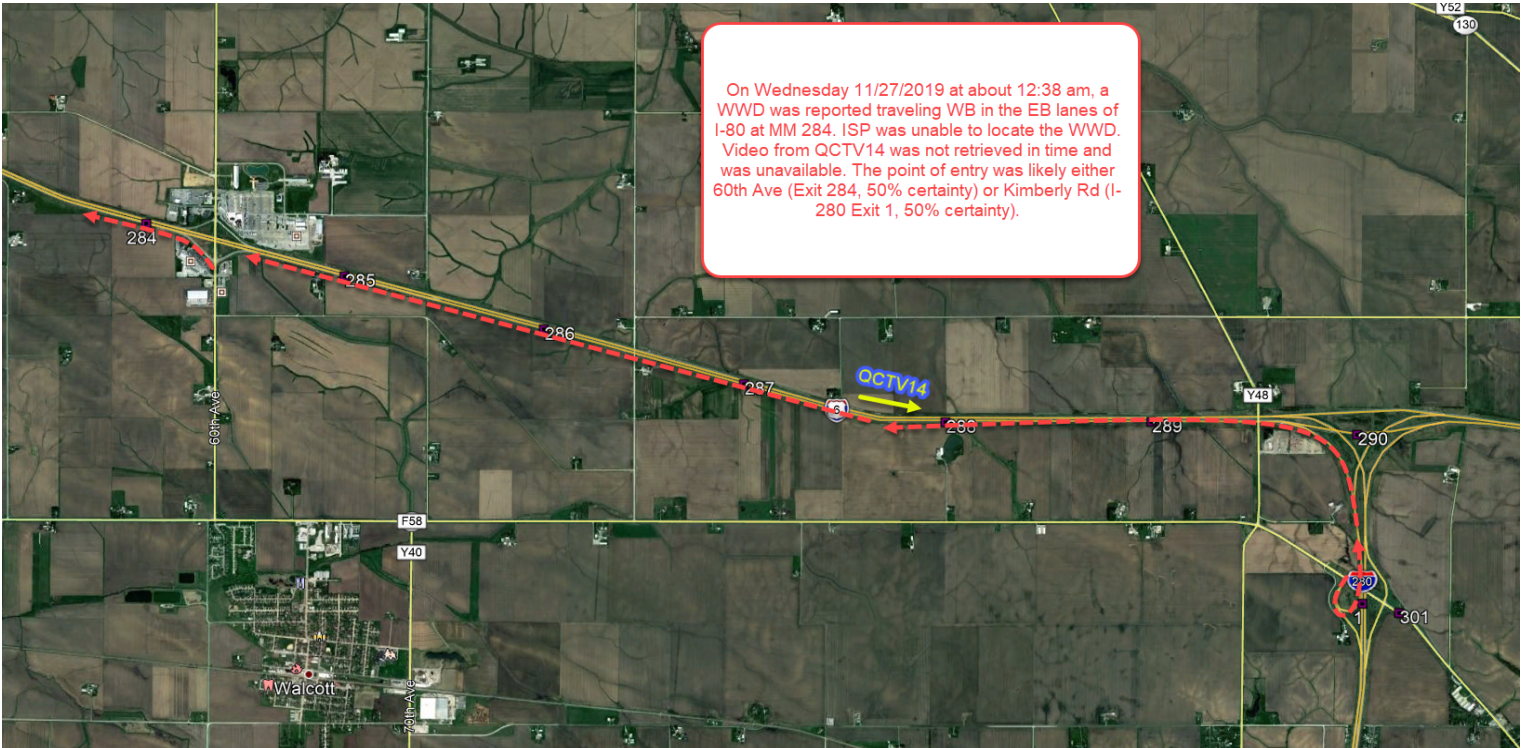 Y52
130
On Wednesday 11/27/2019 at about 12:38 am, a
WWD was reported traveling WB in the EB lanes of
I-80 at MM 284. ISP was unable to locate the WWD.
Video from QCTV14 was not retrieved in time and
was unavailable. The point of entry was likely either
60th Ave (Exit 284, 50% certainty) or Kimberly Rd (I-
280 Exit 1, 50% certainty).
284
285
286
287
QCTV14
6
288
289
Y48
290
60th Ave
F58
Y40
280
1
301
Walcott
70th Ave